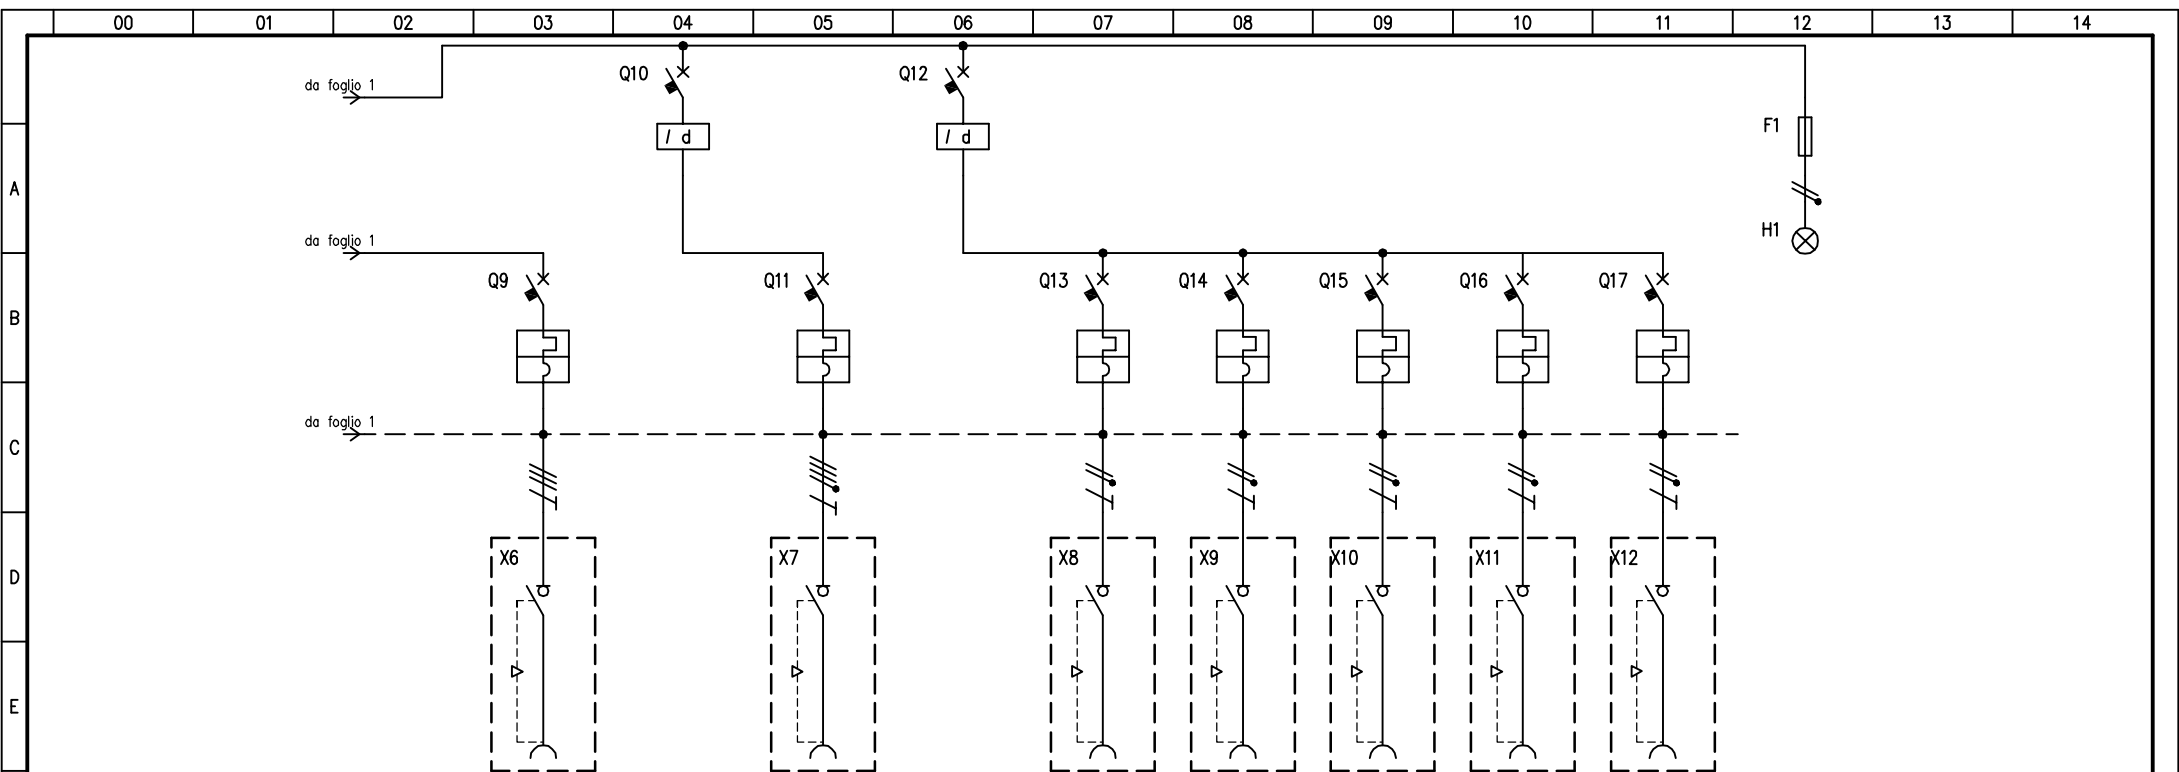 00 01 02 03 04 05 06 07 08 09 10 11 12 13 14
da foglio 1
Q10
Q12
I d
I d
F1
A
H1
da foglio 1
Q9
Q11
Q13
Q14
Q15
Q16
Q17
B
da foglio 1
C
X6
X7
X8
X9
X10
X11
X12
D
E